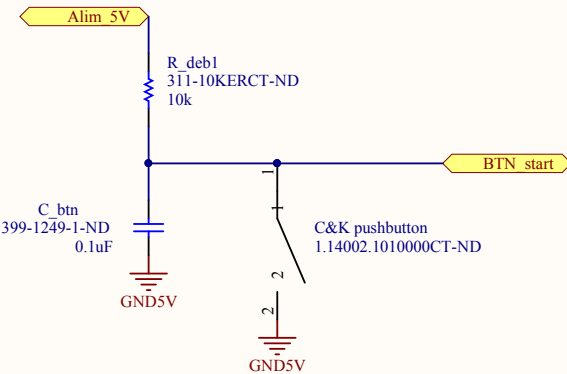 Alim_5V
R_deb1
311-10KERCT-ND
10k
BTN_start
1
1
C_btn
399-1249-1-ND
0.1uF
C&K pushbutton
1.14002.1010000CT-ND
2
2
GND5V
GND5V